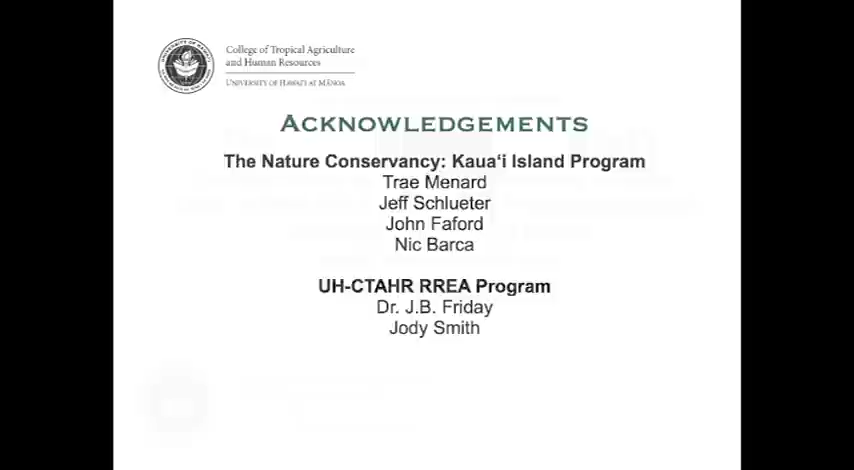 College of Tropical Agriculture
and Human Resources
UNIVERSITY OF HAWAI‘I AT MĀNOA
ACKNOWLEDGEMENTS
The Nature Conservancy: Kaua‘i Island Program
Trae Menard
Jeff Schlueter
John Faford
Nic Barca
UH-CTAHR RREA Program
Dr. J.B. Friday
Jody Smith